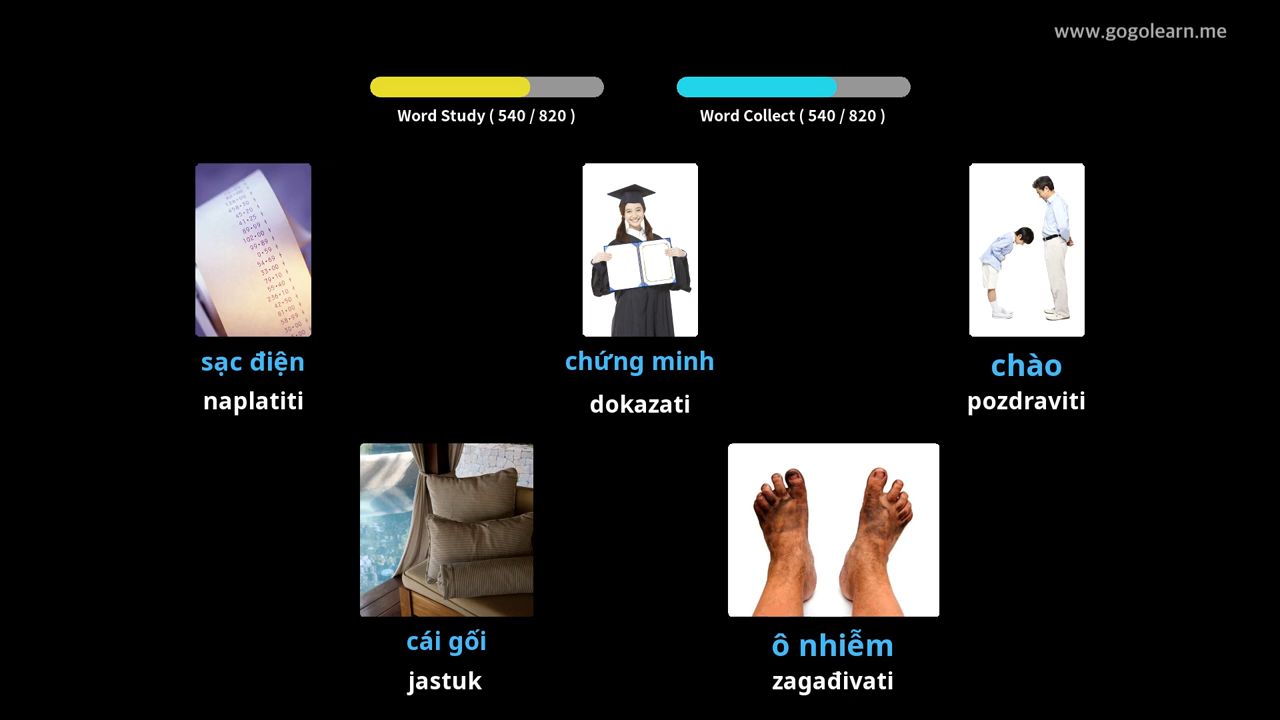 www.gogolearn.me
Word Study ( 540 / 820 )
Word Collect ( 540 / 820 )
sạc điện
naplatiti
chứng minh
dokazati
chào
pozdraviti
cái gối
jastuk
ô nhiễm
zagađivati